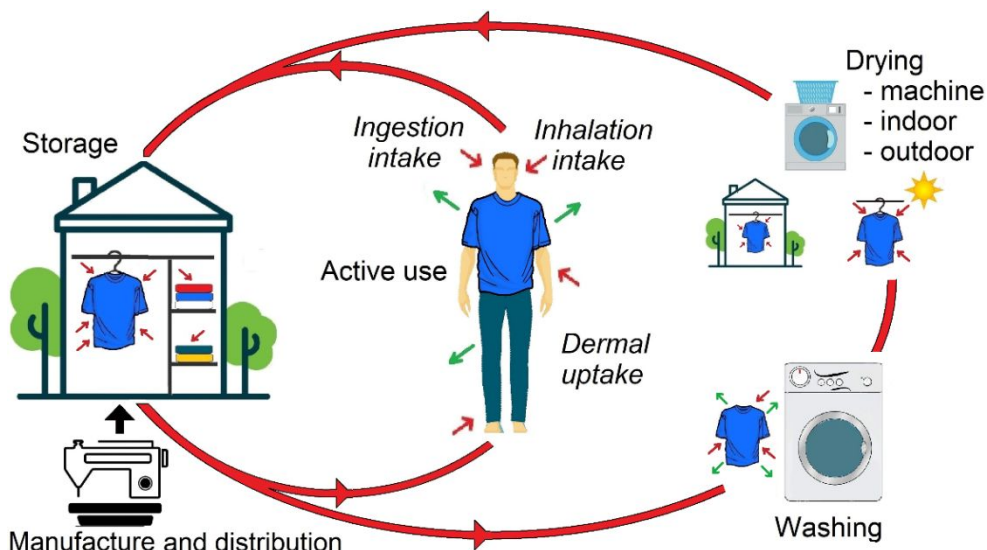 Drying
- machine
- indoor
- outdoor
Storage
Ingestion
intake
Inhalation
intake
Active use
Dermal
uptake
Washing
Manufacture and distribution